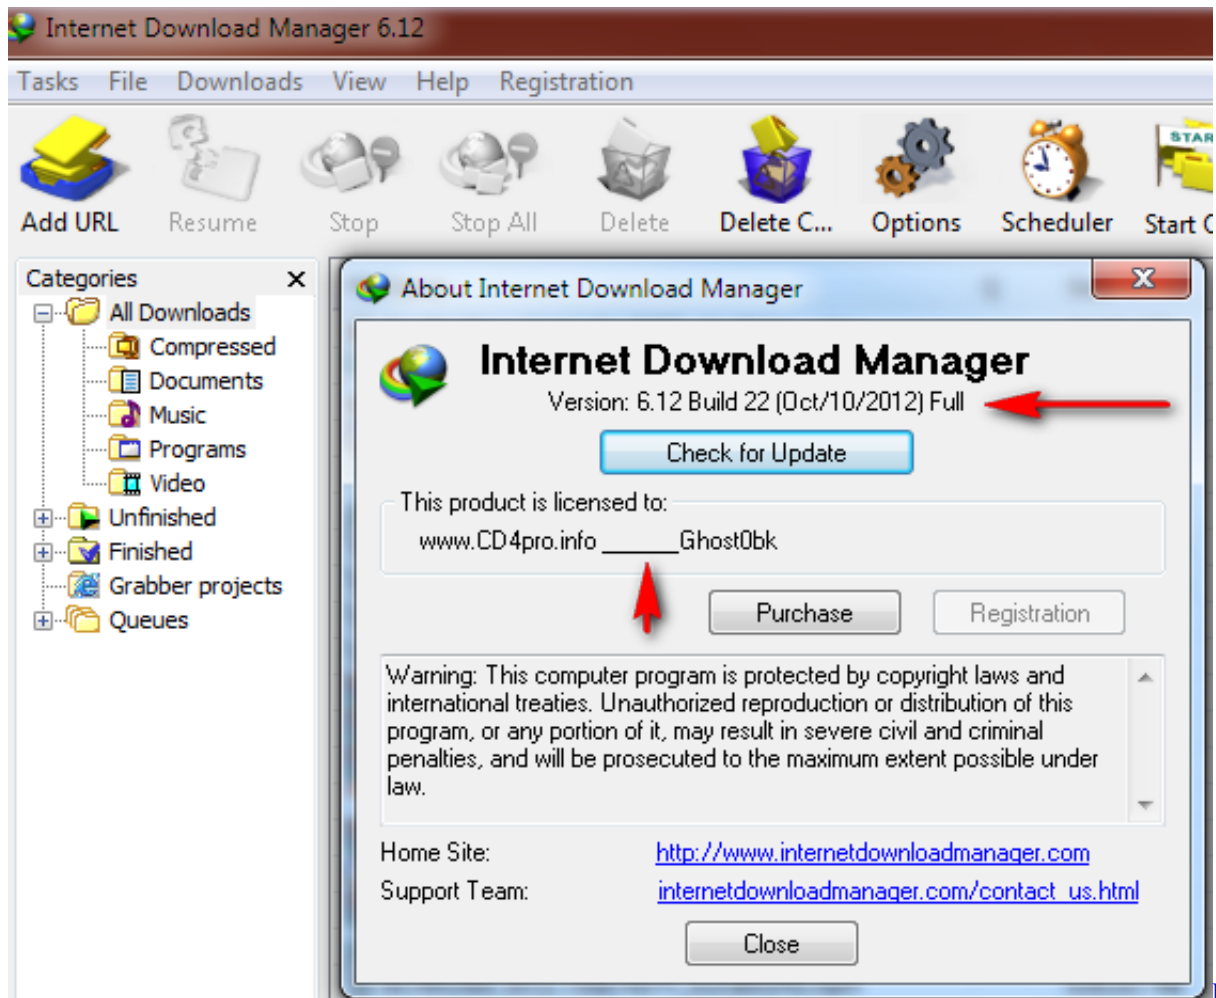 Internet Download Manager 6.12
Tasks File Downloads View Help Registration
Add URL Resume Stop Stop All Delete Delete C... Options Scheduler Start
Categories
All Downloads
Compressed
Documents
Music
Programs
Video
Unfinished
Finished
Grabber projects
Queues
About Internet Download Manager
Internet Download Manager
Version: 6.12 Build 22 (Oct/10/2012) Full
Check for Update
This product is licensed to:
www.CD4pro.info ______Ghost0bk
Purchase Registration
Warning: This computer program is protected by copyright laws and
international treaties. Unauthorized reproduction or distribution of this
program, or any portion of it, may result in severe civil and criminal
penalties, and will be prosecuted to the maximum extent possible under
law.
Home Site: http://www.internetdownloadmanager.com
Support Team: internetdownloadmanager.com/contact_us.html
Close